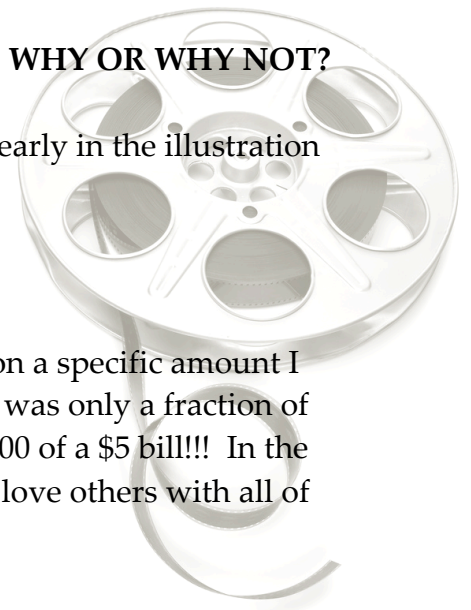 WHY OR WHY NOT?
early in the illustration
on a specific amount I
was only a fraction of
00 of a $5 bill!!! In the
love others with all of